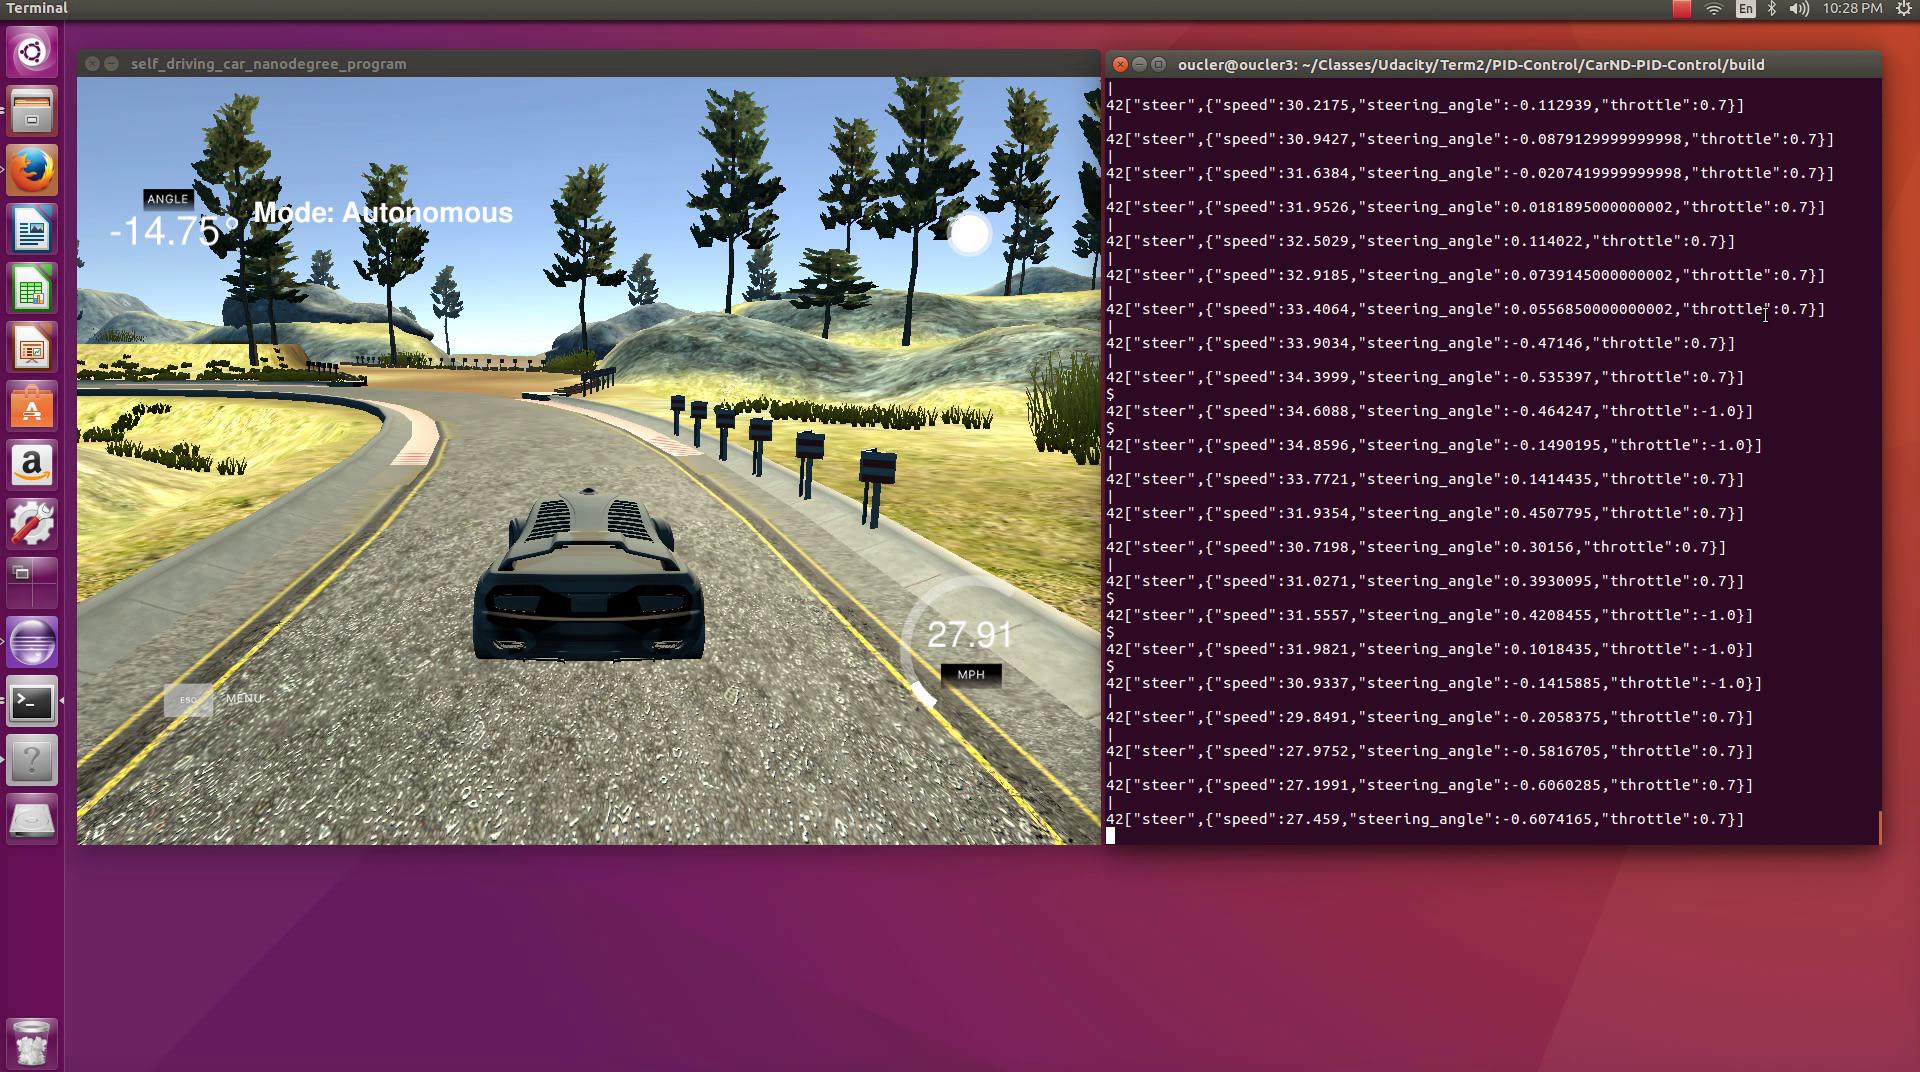 Terminal
En
10:28 PM
self_driving_car_nanodegree_program
ANGLE
-14.75°
Mode: Autonomous
27.91
MPH
ESC
MENU
oucler@oucler3: ~/Classes/Udacity/Term2/PID-Control/CarND-PID-Control/build
|
42["steer",{"speed":30.2175,"steering_angle":-0.112939,"throttle":0.7}]
|
42["steer",{"speed":30.9427,"steering_angle":-0.0879129999999998,"throttle":0.7}]
|
42["steer",{"speed":31.6384,"steering_angle":-0.0207419999999998,"throttle":0.7}]
|
42["steer",{"speed":31.9526,"steering_angle":0.0181895000000002,"throttle":0.7}]
|
42["steer",{"speed":32.5029,"steering_angle":0.114022,"throttle":0.7}]
|
42["steer",{"speed":32.9185,"steering_angle":0.0739145000000002,"throttle":0.7}]
|
42["steer",{"speed":33.4064,"steering_angle":0.0556850000000002,"throttle":0.7}]
|
42["steer",{"speed":33.9034,"steering_angle":-0.47146,"throttle":0.7}]
|
42["steer",{"speed":34.3999,"steering_angle":-0.535397,"throttle":0.7}]
$
42["steer",{"speed":34.6088,"steering_angle":-0.464247,"throttle":-1.0}]
$
42["steer",{"speed":34.8596,"steering_angle":-0.1490195,"throttle":-1.0}]
|
42["steer",{"speed":33.7721,"steering_angle":0.1414435,"throttle":0.7}]
|
42["steer",{"speed":31.9354,"steering_angle":0.4507795,"throttle":0.7}]
|
42["steer",{"speed":30.7198,"steering_angle":0.30156,"throttle":0.7}]
|
42["steer",{"speed":31.0271,"steering_angle":0.3930095,"throttle":0.7}]
$
42["steer",{"speed":31.5557,"steering_angle":0.4208455,"throttle":-1.0}]
$
42["steer",{"speed":31.9821,"steering_angle":0.1018435,"throttle":-1.0}]
$
42["steer",{"speed":30.9337,"steering_angle":-0.1415885,"throttle":-1.0}]
|
42["steer",{"speed":29.8491,"steering_angle":-0.2058375,"throttle":0.7}]
|
42["steer",{"speed":27.9752,"steering_angle":-0.5816705,"throttle":0.7}]
|
42["steer",{"speed":27.1991,"steering_angle":-0.6060285,"throttle":0.7}]
|
42["steer",{"speed":27.459,"steering_angle":-0.6074165,"throttle":0.7}]